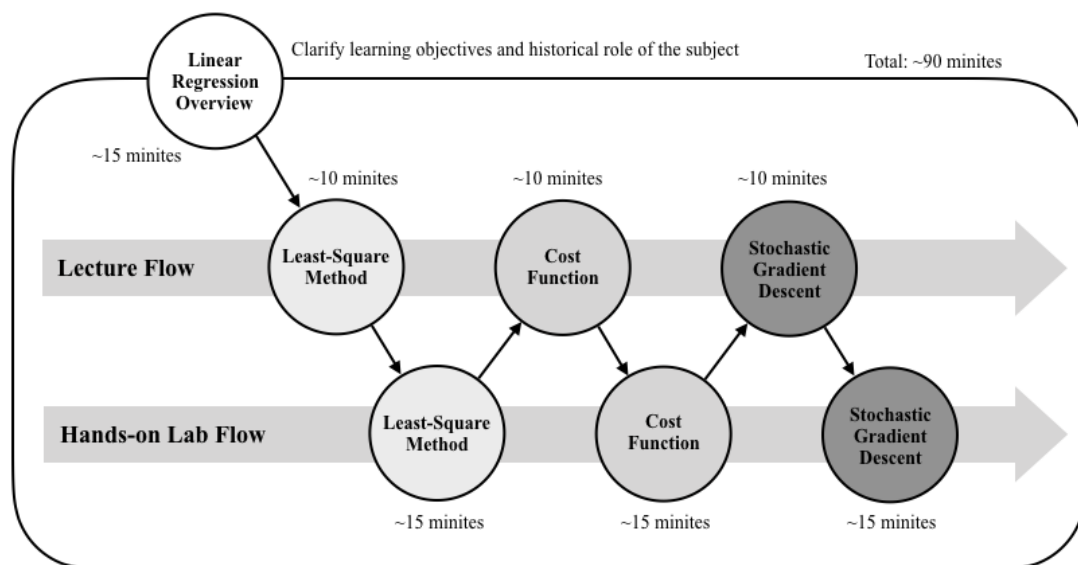 Clarify learning objectives and historical role of the subject
Total: ~90 minites
Linear
Regression
Overview
~15 minites
~10 minites
~10 minites
~10 minites
Lecture Flow
Least-Square
Method
Cost
Function
Stochastic
Gradient
Descent
Hands-on Lab Flow
Least-Square
Method
Cost
Function
Stochastic
Gradient
Descent
~15 minites
~15 minites
~15 minites